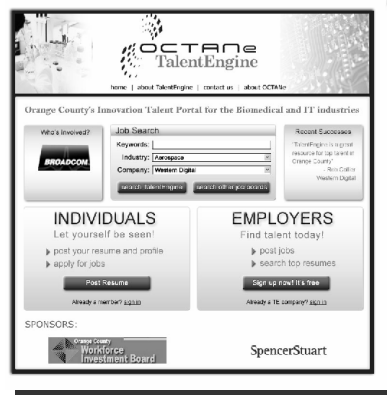 OCTANe
TalentEngine
home | about TalentEngine | contact us | about OCTANe
Orange County's Innovation Talent Portal for the Biomedical and IT industries
Who's Involved?
BROADCOM.
Job Search
Keywords:
Industry: Aerospace
Company: Western Digital
search TalentEngine
search other job boards
Recent Successes
"TalentEngine is a great
resource for top talent in
Orange County"
Western Digital
INDIVIDUALS
Let yourself be seen!
post your resume and profile
apply for jobs
Post Resume
Already a member? sign in
EMPLOYERS
Find talent today!
post jobs
search top resumes
Sign up now! It's free
Already a TE company? sign in
SPONSORS:
Orange County
Workforce
Investment Board
SpencerStuart